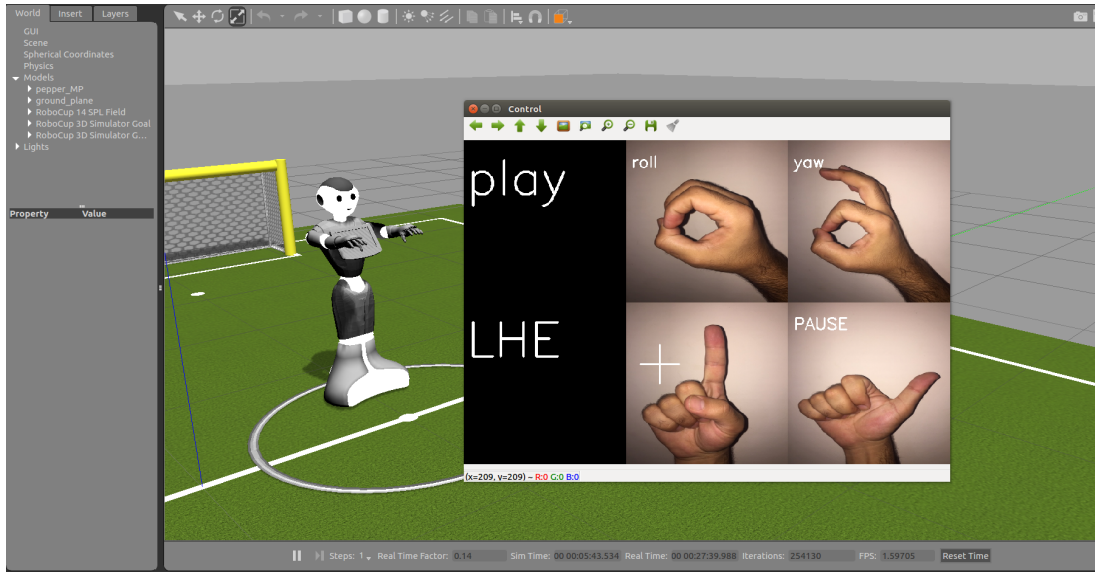 World Insert Layers
GUI
Scene
Spherical Coordinates
Physics
Models
pepper_MP
ground_plane
RoboCup 14 SPL Field
RoboCup 3D Simulator Goal
RoboCup 3D Simulator G...
Lights
Property Value
Control
play
roll
yaw
LHE
PAUSE
(x=209, y=209) ~ R:0 G:0 B:0
Steps: 1 Real Time Factor: 0.14 Sim Time: 00 00:05:43.534 Real Time: 00 00:27:39.988 Iterations: 254130 FPS: 1.59705 Reset Time